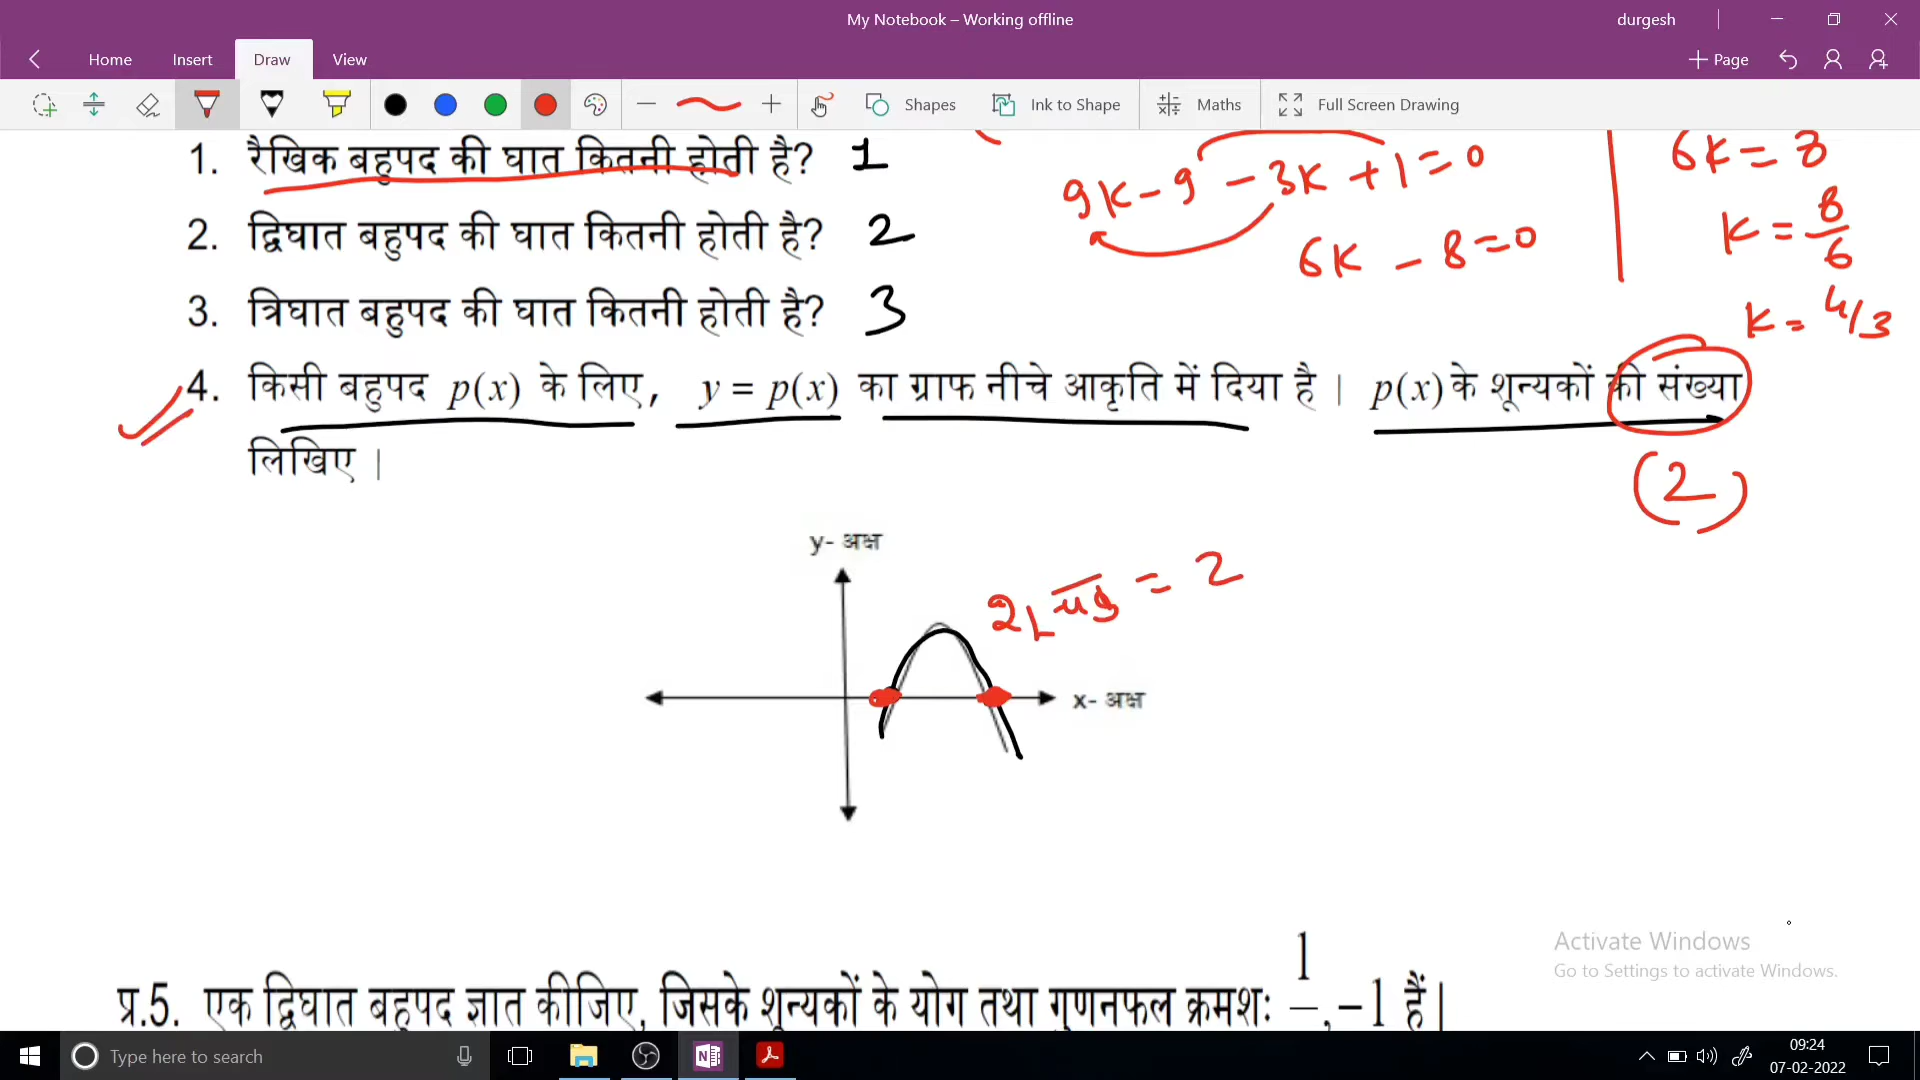 My Notebook – Working offline
durgesh
Home
Insert
Draw
View
Page
Shapes
Ink to Shape
Maths
Full Screen Drawing
1. रैखिक बहुपद की घात कितनी होती है? 1
9k - 9 - 3k + 1 = 0
6k = 8
2. द्विघात बहुपद की घात कितनी होती है? 2
6k - 8 = 0
k = 8/6
3. त्रिघात बहुपद की घात कितनी होती है? 3
k = 4/3
4. किसी बहुपद p(x) के लिए, y = p(x) का ग्राफ नीचे आकृति में दिया है | p(x) के शून्यकों की संख्या
लिखिए |
(2)
y- अक्ष
= 2
x- अक्ष
Activate Windows
Go to Settings to activate Windows.
प्र.5. एक द्विघात बहुपद ज्ञात कीजिए, जिसके शून्यकों के योग तथा गुणनफल क्रमशः 1 , -1 हैं|
Type here to search
09:24
07-02-2022